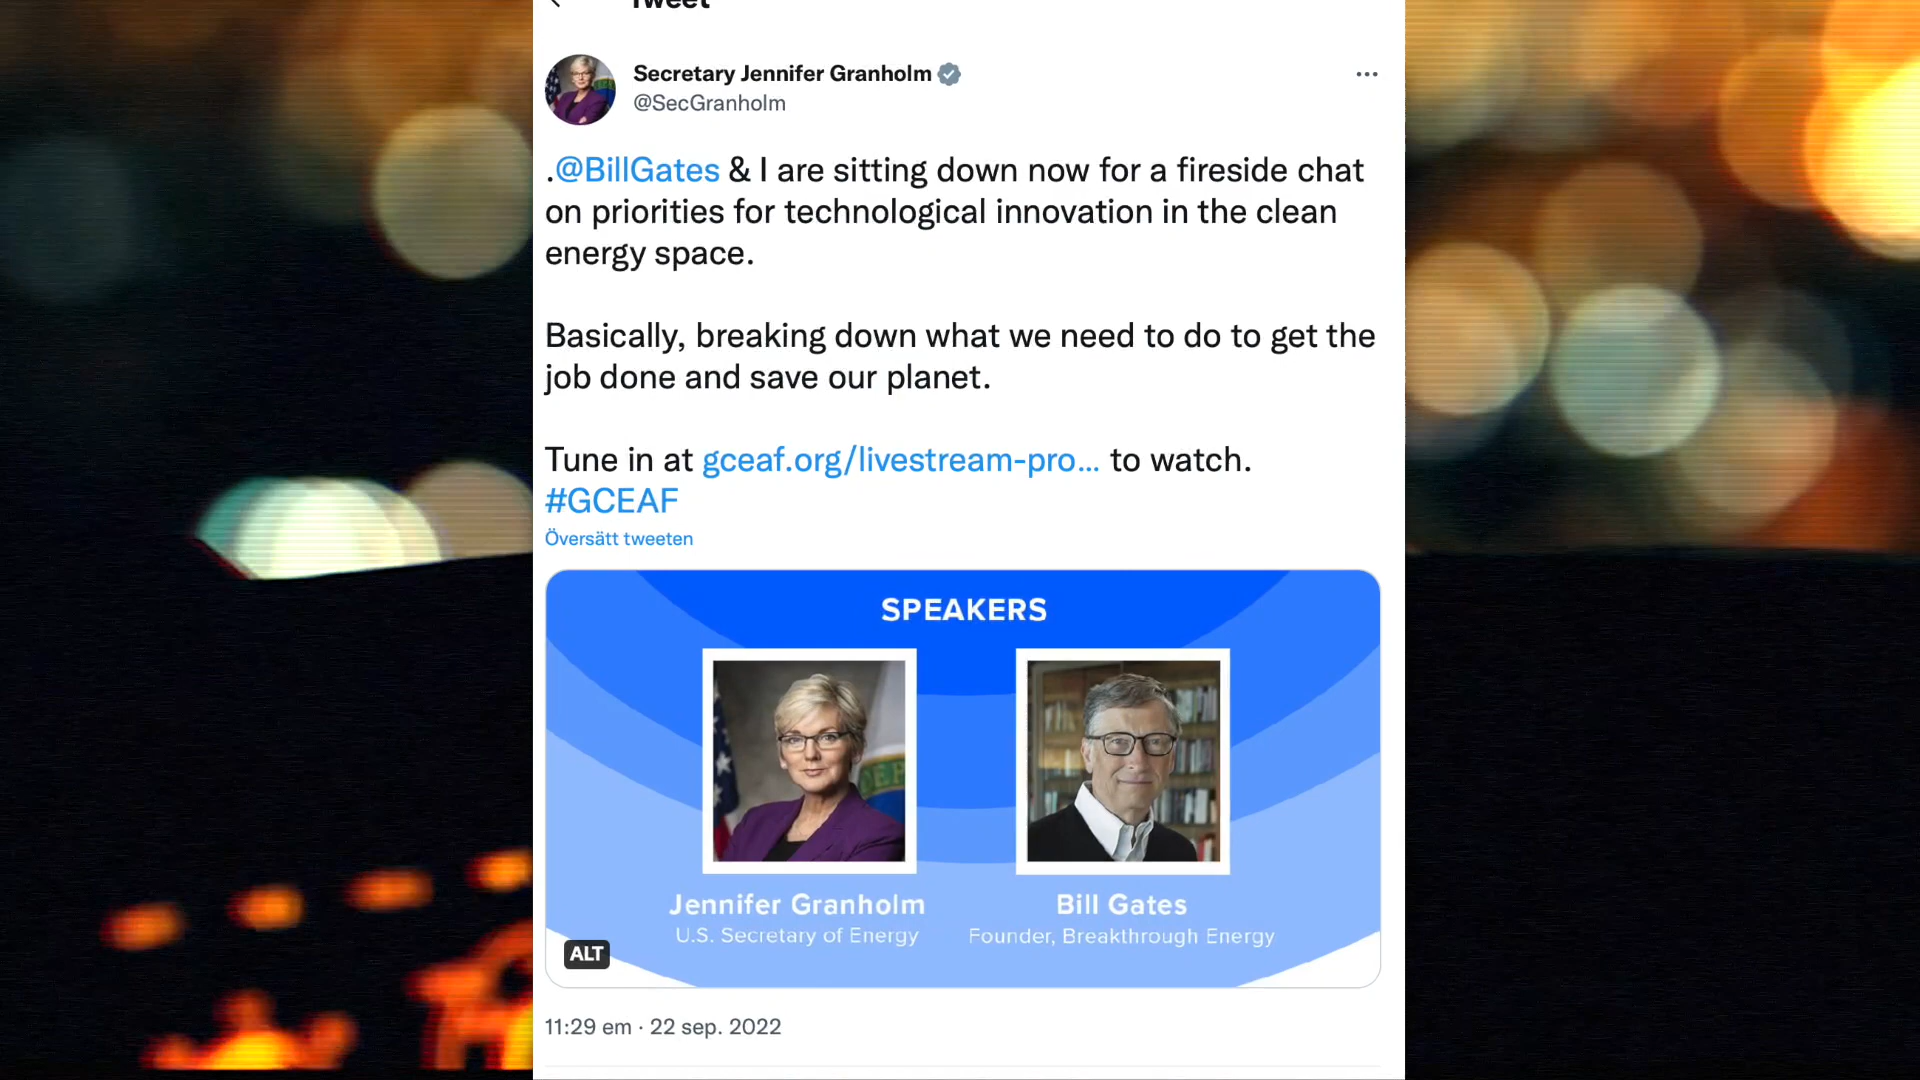 Tweet
Secretary Jennifer Granholm
@SecGranholm
.@BillGates & I are sitting down now for a fireside chat
on priorities for technological innovation in the clean
energy space.
Basically, breaking down what we need to do to get the
job done and save our planet.
Tune in at gceaf.org/livestream-pro... to watch.
#GCEAF
Översätt tweeten
SPEAKERS
Jennifer Granholm
U.S. Secretary of Energy
Bill Gates
Founder, Breakthrough Energy
ALT
11:29 em · 22 sep. 2022